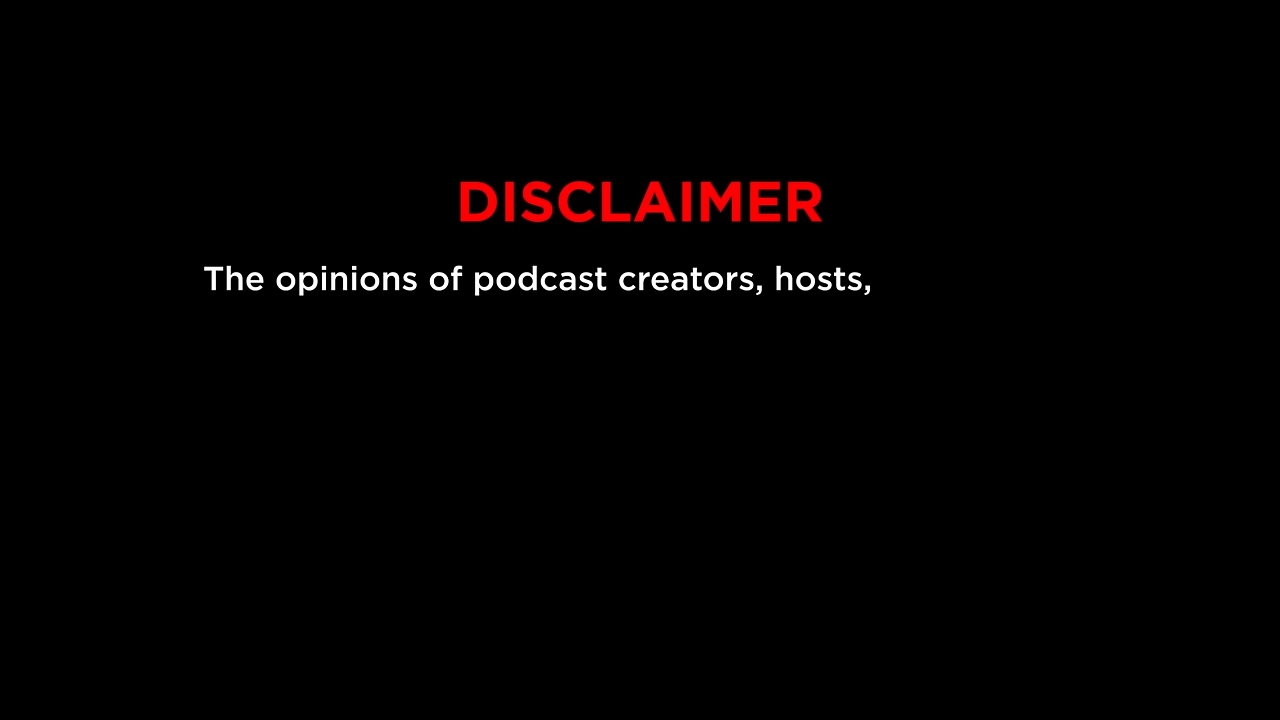 DISCLAIMER
The opinions of podcast creators, hosts,